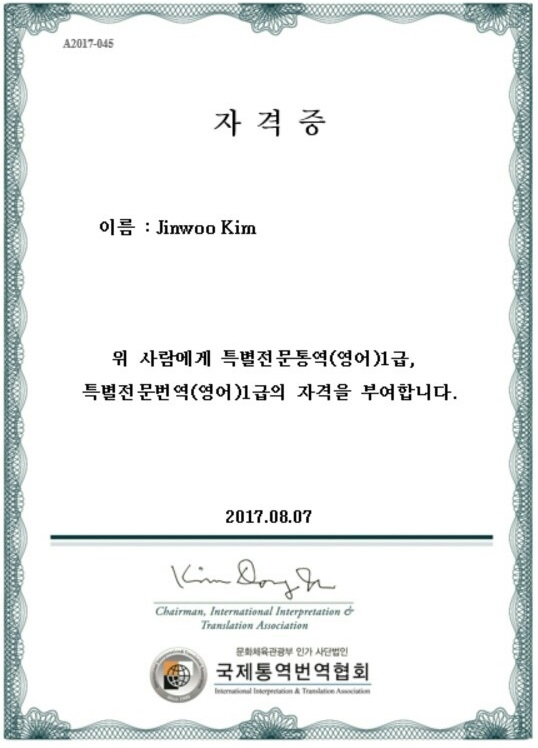 A2017-045
자 격 증
이름 : Jinwoo Kim
위 사람에게 특별전문통역(영어)1급,
특별전문번역(영어)1급의 자격을 부여합니다.
2017.08.07
Chairman, International Interpretation &
Translation Association
문화체육관광부 인가 사단법인
국제통역번역협회
International Interpretation & Translation Association